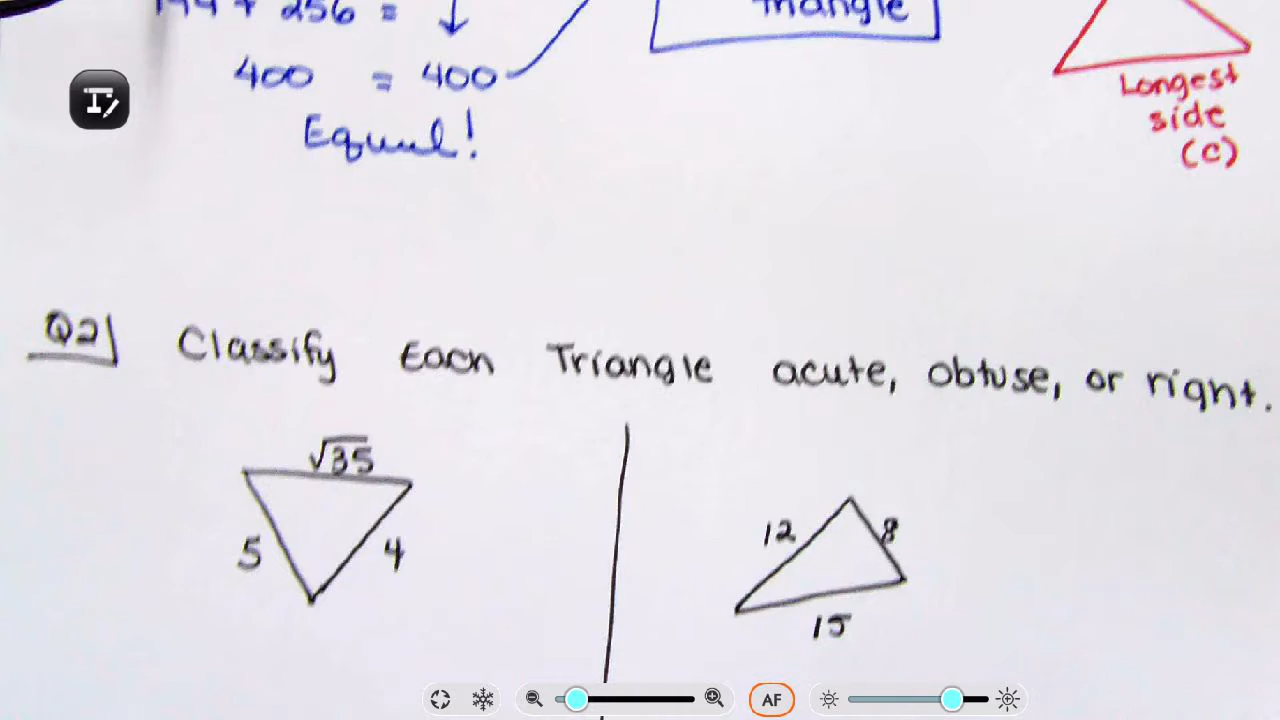 144 + 256 =
triangle
400 = 400
Equal!
Longest
side
(c)
Q2 Classify Each Triangle acute, obtuse, or right.
√35
5 4
12 8
15
AF